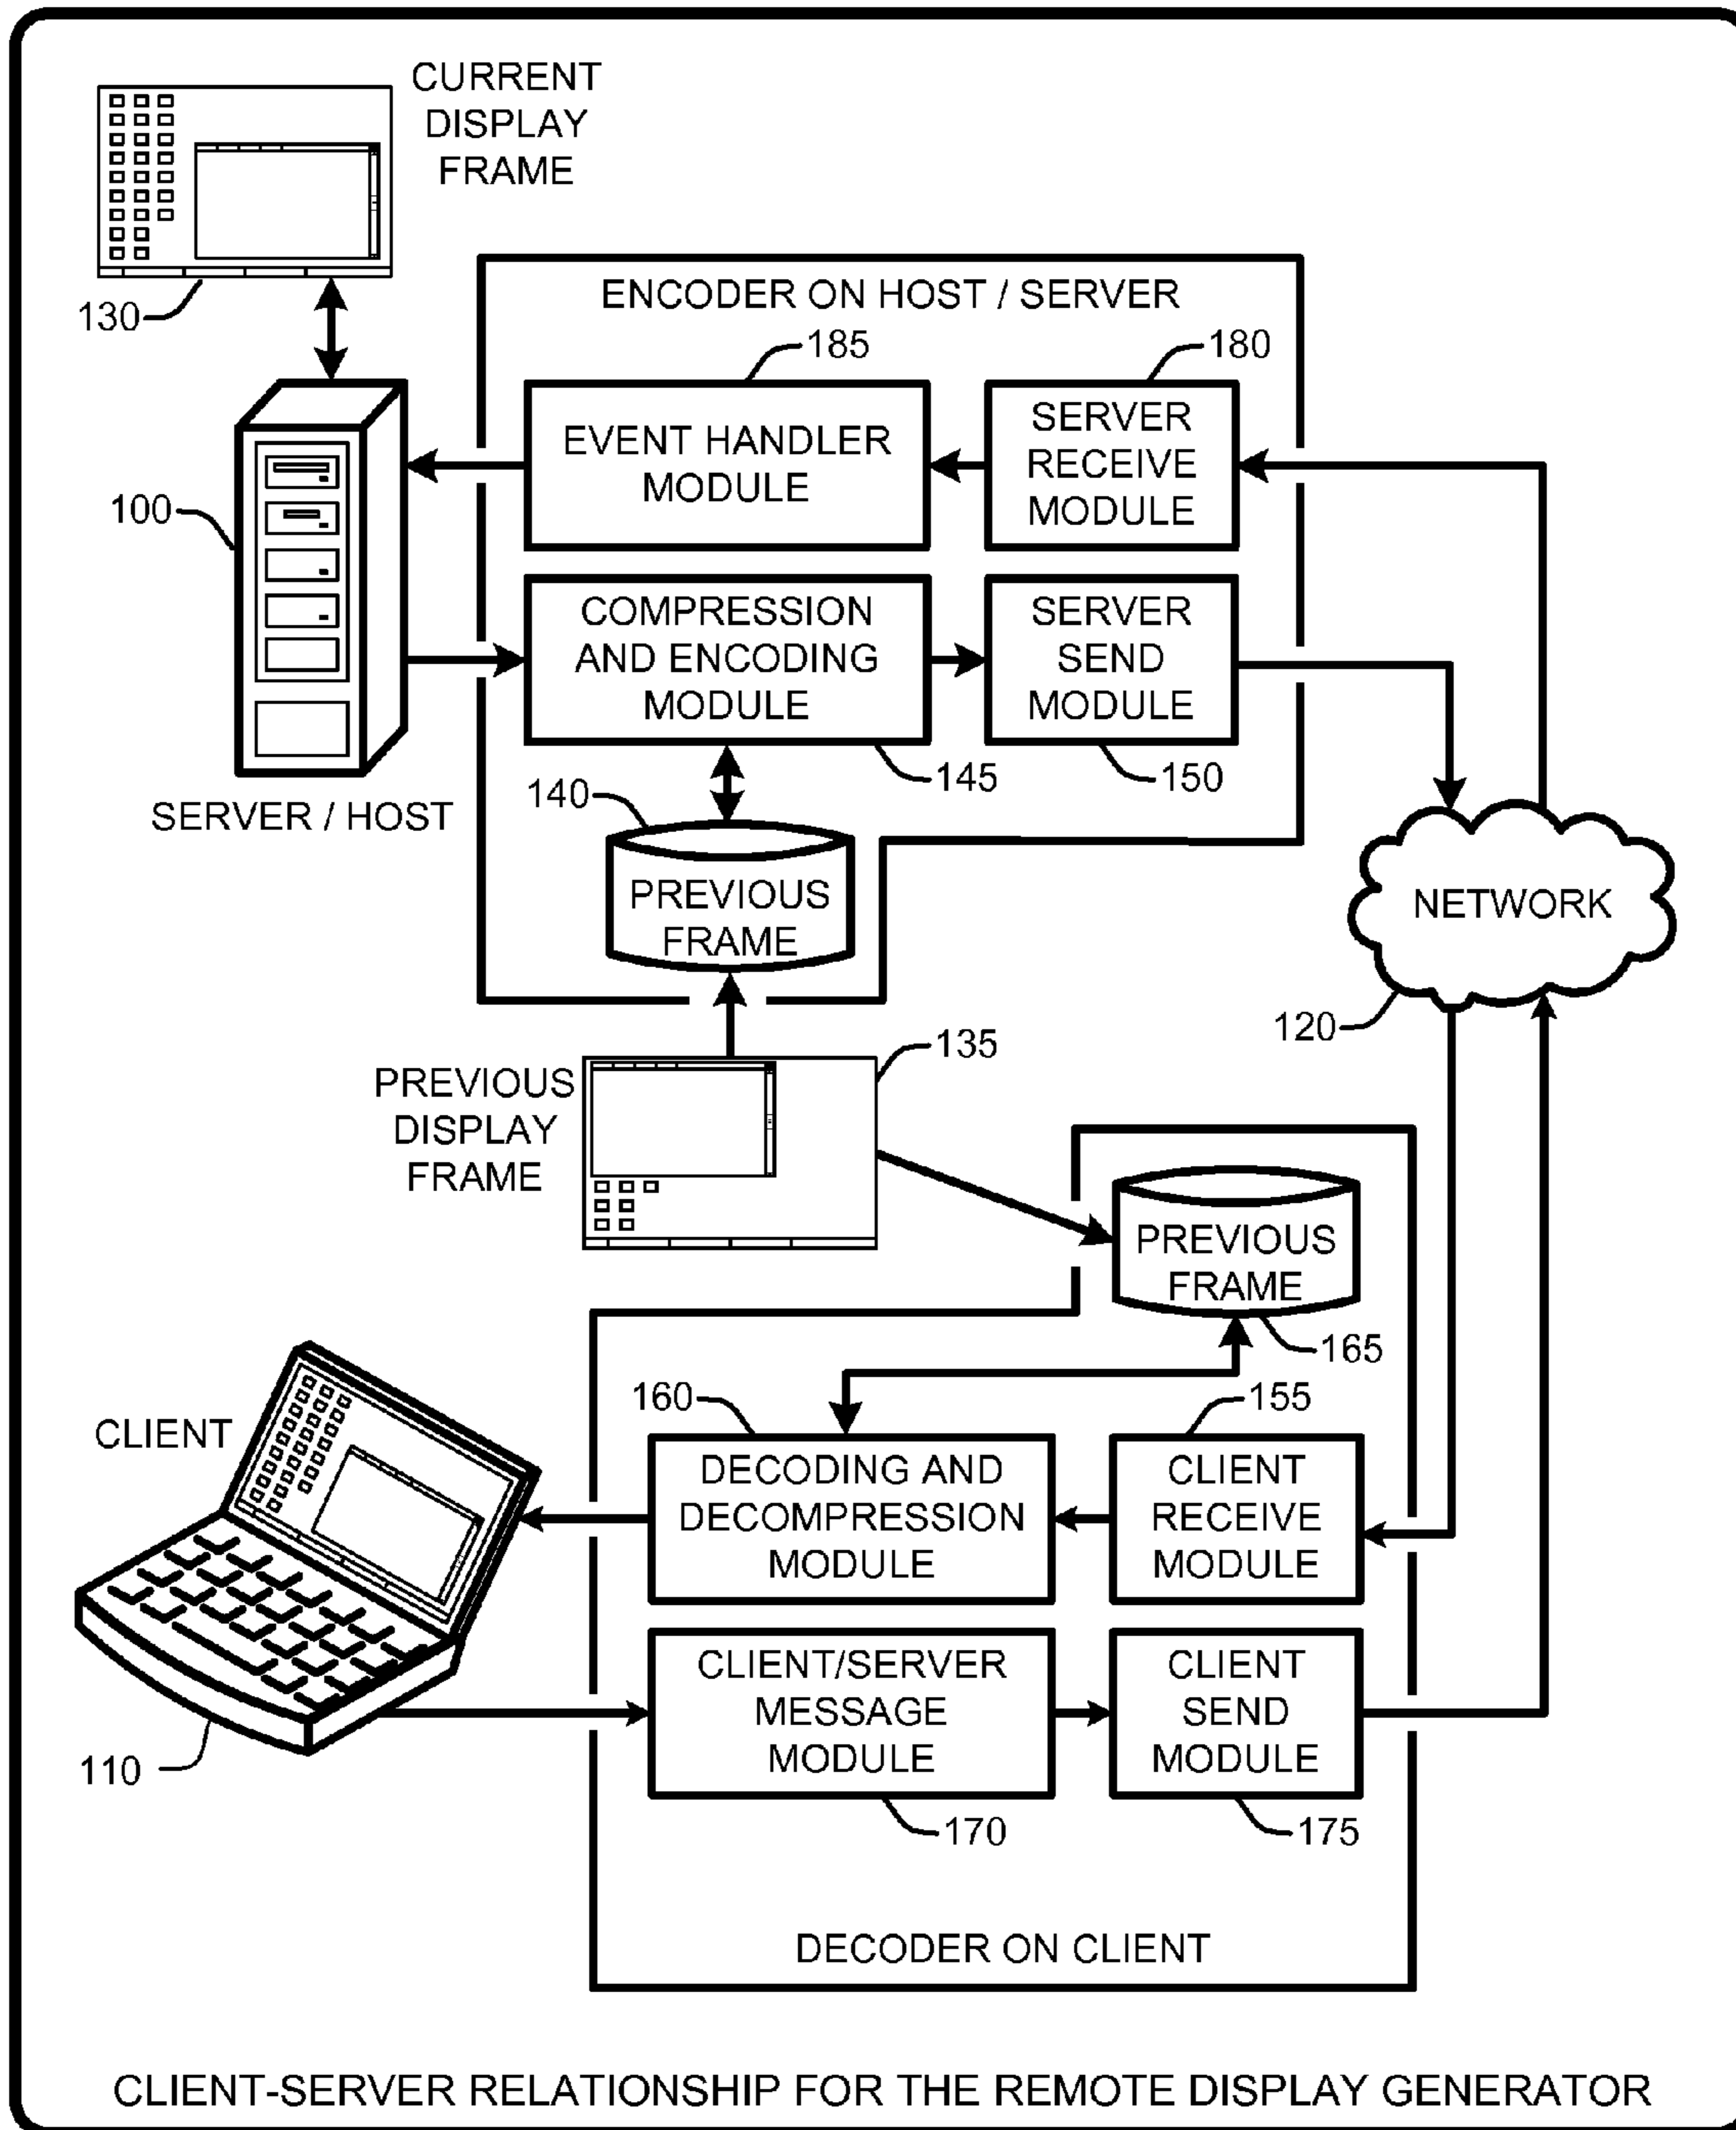 CURRENT
DISPLAY
FRAME
130
ENCODER ON HOST / SERVER
185
180
EVENT HANDLER
MODULE
SERVER
RECEIVE
MODULE
100
COMPRESSION
AND ENCODING
MODULE
SERVER
SEND
MODULE
145
150
140
SERVER / HOST
PREVIOUS
FRAME
NETWORK
120
135
PREVIOUS
DISPLAY
FRAME
PREVIOUS
FRAME
165
160
155
CLIENT
DECODING AND
DECOMPRESSION
MODULE
CLIENT
RECEIVE
MODULE
CLIENT/SERVER
MESSAGE
MODULE
CLIENT
SEND
MODULE
110
170
175
DECODER ON CLIENT
CLIENT-SERVER RELATIONSHIP FOR THE REMOTE DISPLAY GENERATOR